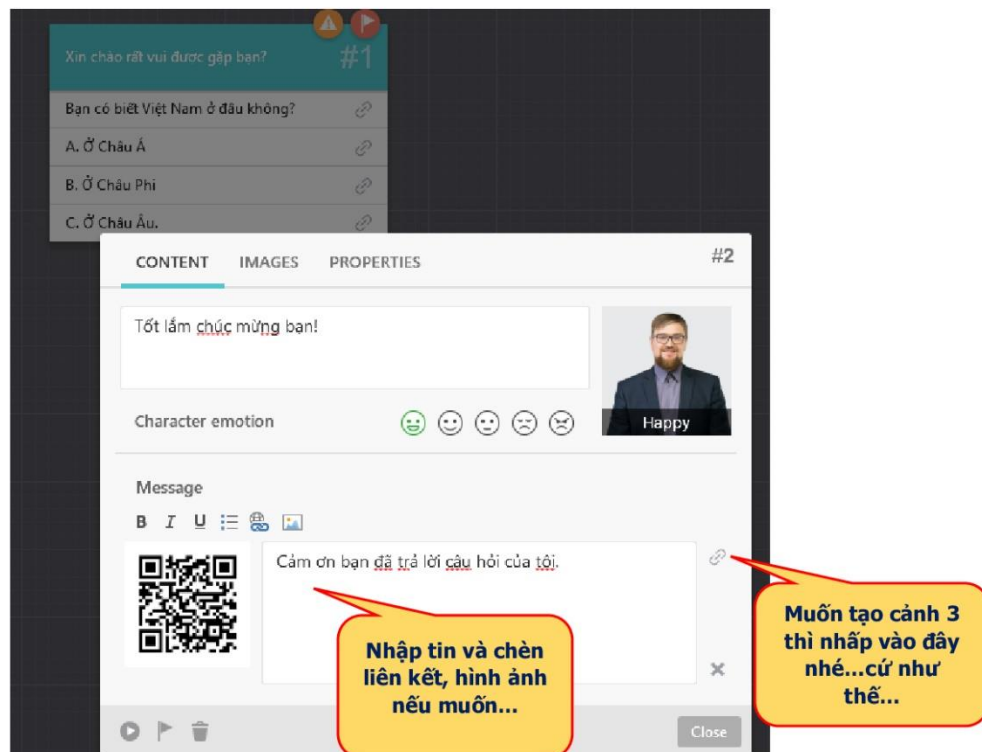 Xin chào rất vui được gặp bạn?
#1
Bạn có biết Việt Nam ở đâu không?
A. Ở Châu Á
B. Ở Châu Phi
C. Ở Châu Âu.
CONTENT IMAGES PROPERTIES #2
Tốt lắm chúc mừng bạn!
Character emotion
Happy
Message
B I U
Cảm ơn bạn đã trả lời câu hỏi của tôi.
Nhập tin và chèn
liên kết, hình ảnh
nếu muốn...
Muốn tạo cảnh 3
thì nhấp vào đây
nhé...cứ như
thế...
Close